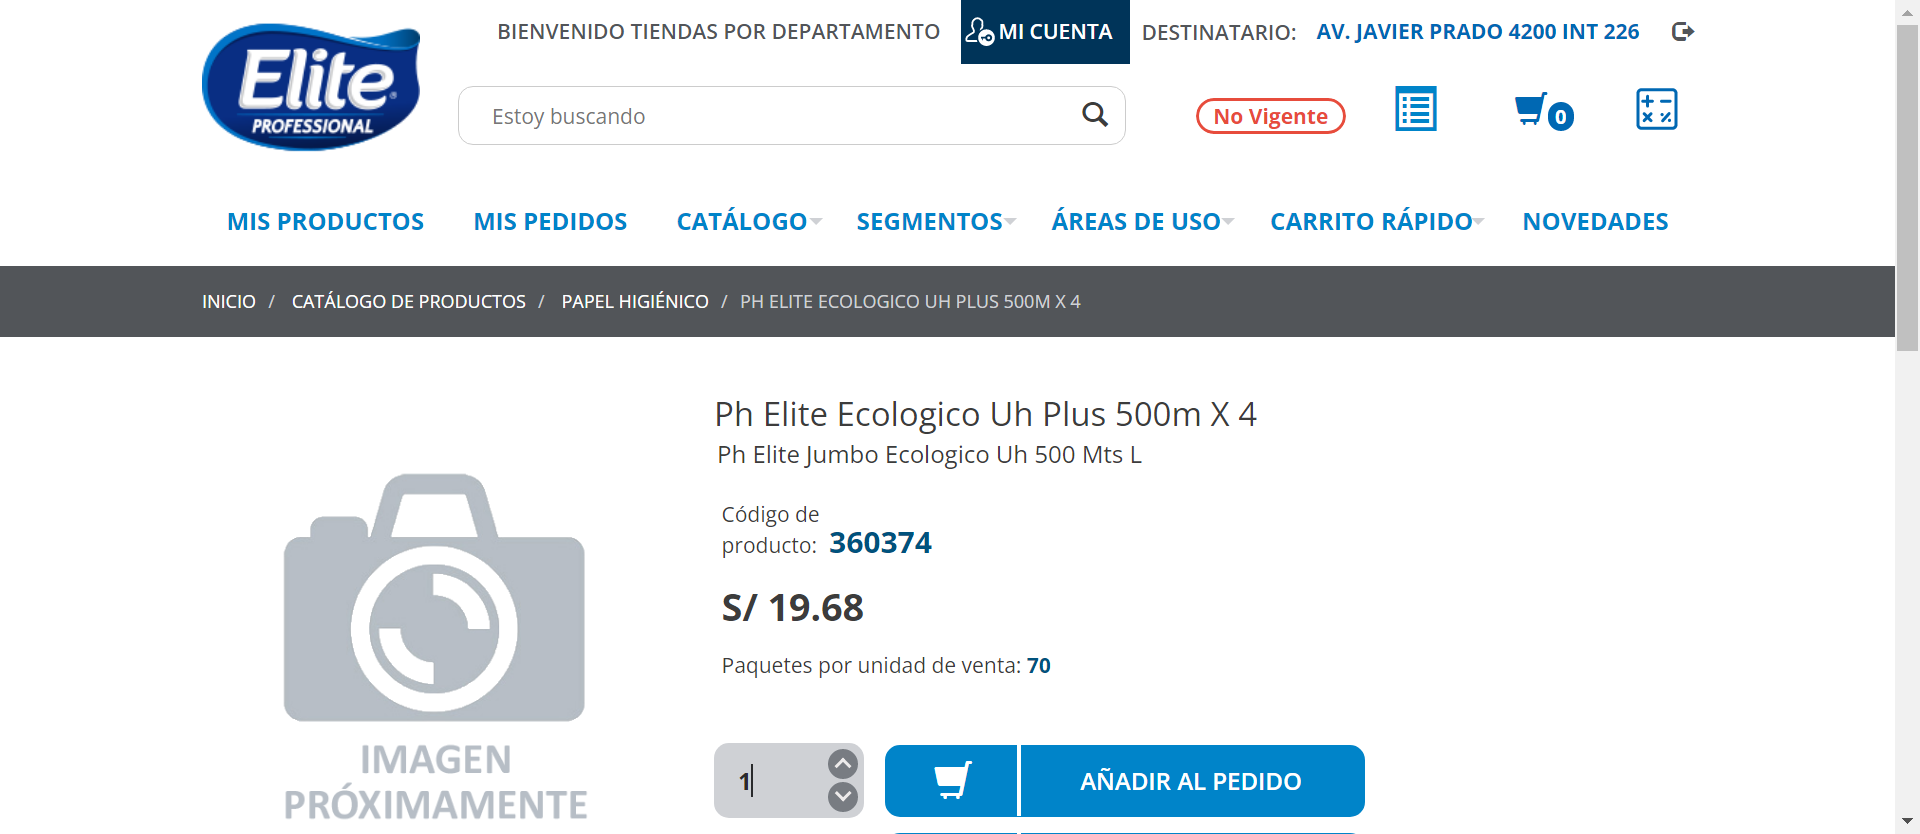 BIENVENIDO TIENDAS POR DEPARTAMENTO
MI CUENTA
DESTINATARIO: AV. JAVIER PRADO 4200 INT 226
Elite®
PROFESSIONAL
Estoy buscando
No Vigente
0
MIS PRODUCTOS MIS PEDIDOS CATÁLOGO SEGMENTOS ÁREAS DE USO CARRITO RÁPIDO NOVEDADES
INICIO / CATÁLOGO DE PRODUCTOS / PAPEL HIGIÉNICO / PH ELITE ECOLOGICO UH PLUS 500M X 4
Ph Elite Ecologico Uh Plus 500m X 4
Ph Elite Jumbo Ecologico Uh 500 Mts L
Código de
producto: 360374
S/ 19.68
Paquetes por unidad de venta: 70
IMAGEN
PRÓXIMAMENTE
1
AÑADIR AL PEDIDO